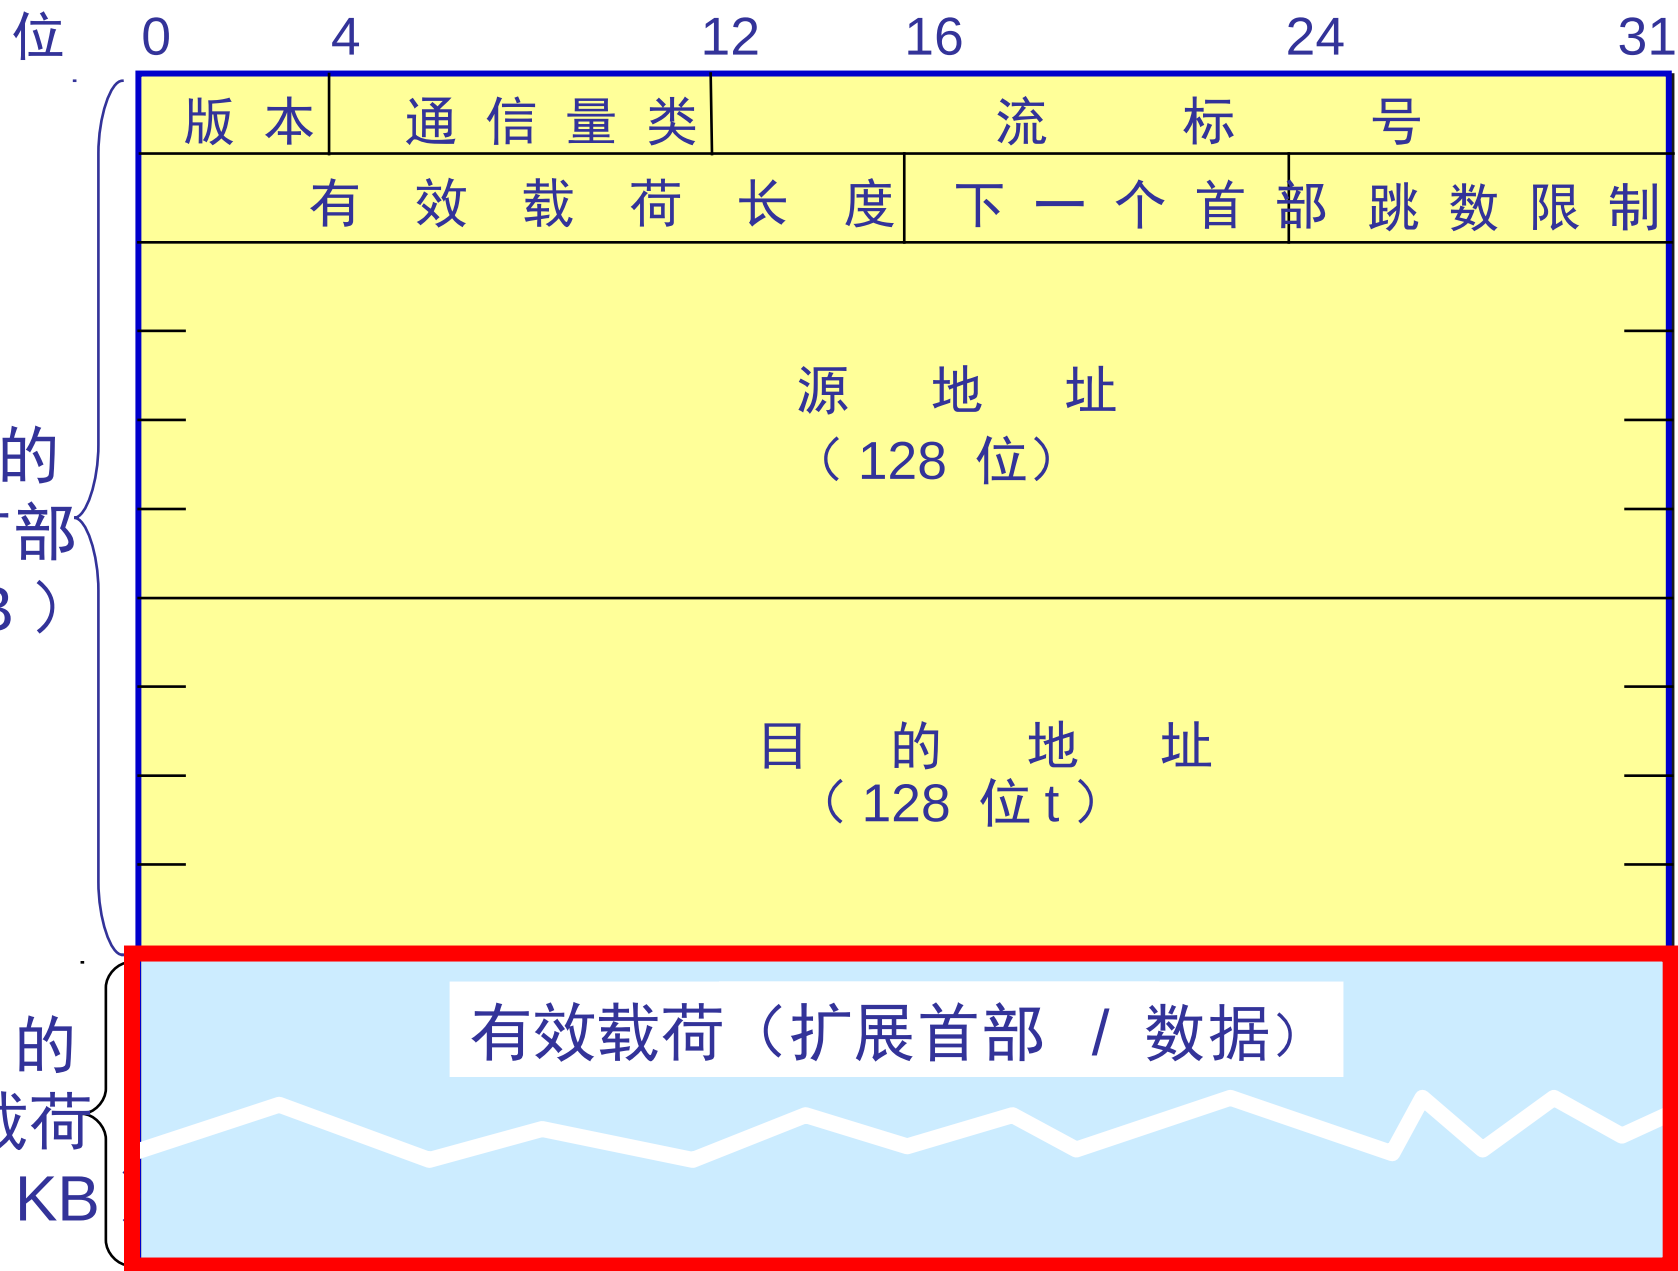 位 0 4 12 16 24 31
版本 通信量类 流标号
有效载荷长度 下一个首部 跳数限制
源地址
（128 位）
的
部
B）
目的地址
（128 位 t）
有效载荷（扩展首部 / 数据）
的
载荷
KB